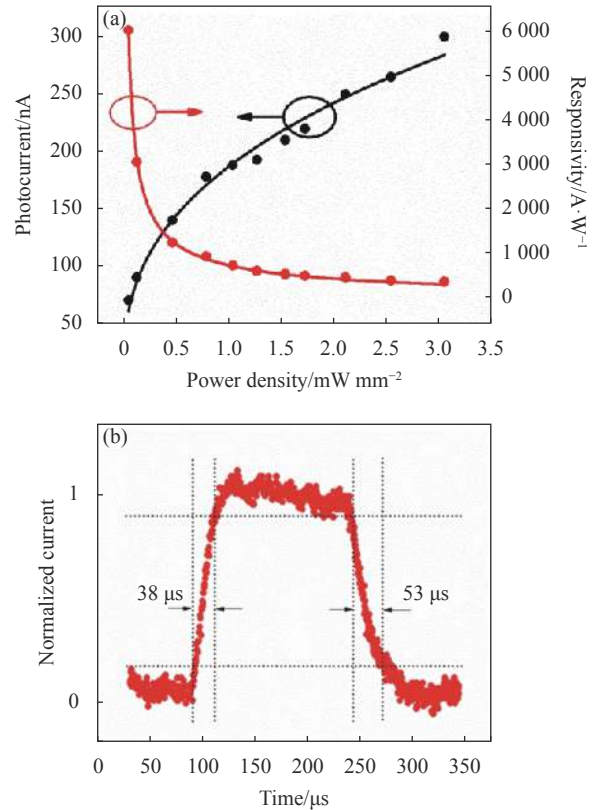 (a)
300
250
200
150
100
50
Photocurrent/nA
6 000
5 000
4 000
3 000
2 000
1 000
0
Responsivity/A·W⁻¹
0 0.5 1.0 1.5 2.0 2.5 3.0 3.5
Power density/mW mm⁻²
(b)
1
0
Normalized current
38 μs
53 μs
0 50 100 150 200 250 300 350
Time/μs